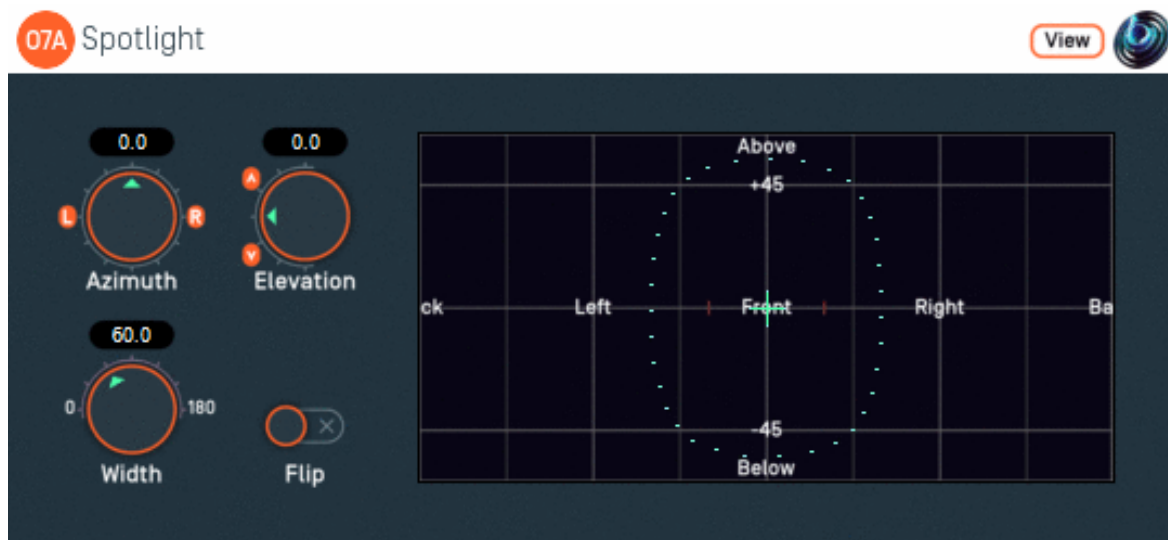 O7A Spotlight
View
0.0
0.0
L
R
Azimuth
Elevation
60.0
0
180
Width
Flip
Above
+45
ck
Left
Front
Right
Ba
-45
Below